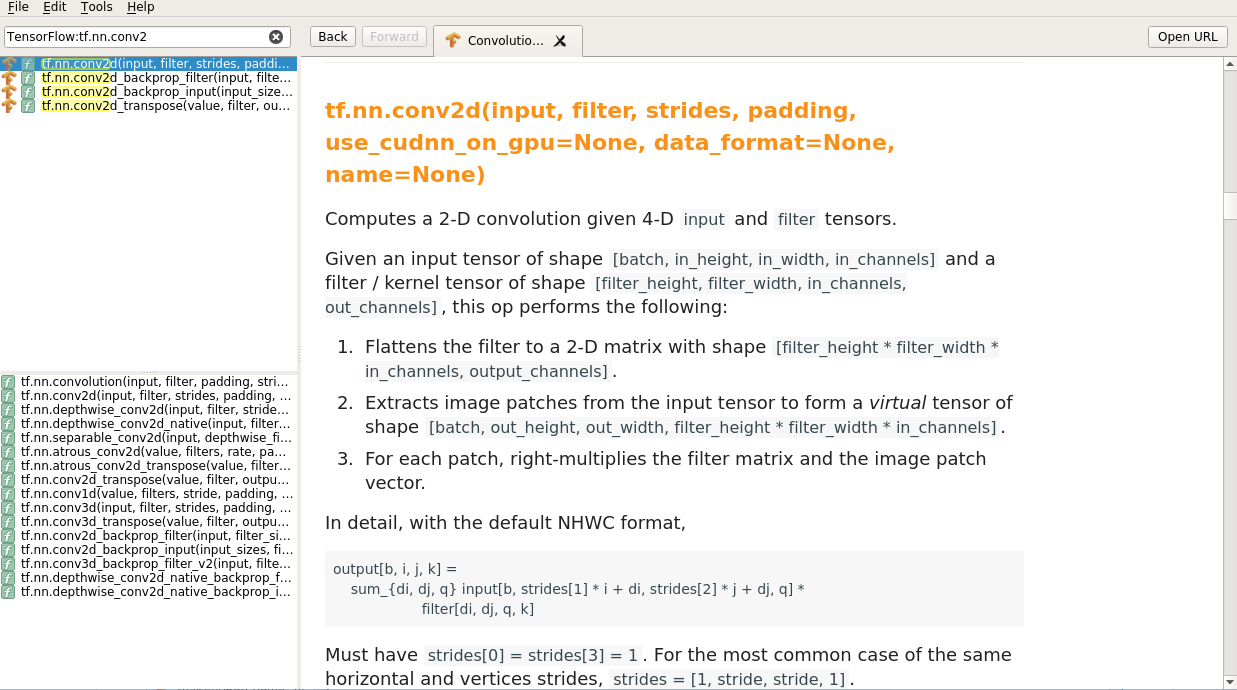 File Edit Tools Help
TensorFlow:tf.nn.conv2
Back Forward Convolutio... Open URL
tf.nn.conv2d(input, filter, strides, paddi...
tf.nn.conv2d_backprop_filter(input, filte...
tf.nn.conv2d_backprop_input(input_size...
tf.nn.conv2d_transpose(value, filter, ou...
tf.nn.convolution(input, filter, padding, stri...
tf.nn.conv2d(input, filter, strides, padding, ...
tf.nn.depthwise_conv2d(input, filter, stride...
tf.nn.depthwise_conv2d_native(input, filter...
tf.nn.separable_conv2d(input, depthwise_fi...
tf.nn.atrous_conv2d(value, filters, rate, pa...
tf.nn.atrous_conv2d_transpose(value, filter...
tf.nn.conv2d_transpose(value, filter, outpu...
tf.nn.conv1d(value, filters, stride, padding, ...
tf.nn.conv3d(input, filter, strides, padding, ...
tf.nn.conv3d_transpose(value, filter, outpu...
tf.nn.conv2d_backprop_filter(input, filter_si...
tf.nn.conv2d_backprop_input(input_sizes, fi...
tf.nn.conv3d_backprop_filter_v2(input, filte...
tf.nn.depthwise_conv2d_native_backprop_f...
tf.nn.depthwise_conv2d_native_backprop_i...
tf.nn.conv2d(input, filter, strides, padding,
use_cudnn_on_gpu=None, data_format=None,
name=None)
Computes a 2-D convolution given 4-D input and filter tensors.
Given an input tensor of shape [batch, in_height, in_width, in_channels] and a
filter / kernel tensor of shape [filter_height, filter_width, in_channels,
out_channels], this op performs the following:
1. Flattens the filter to a 2-D matrix with shape [filter_height * filter_width *
in_channels, output_channels].
2. Extracts image patches from the input tensor to form a virtual tensor of
shape [batch, out_height, out_width, filter_height * filter_width * in_channels].
3. For each patch, right-multiplies the filter matrix and the image patch
vector.
In detail, with the default NHWC format,
output[b, i, j, k] =
sum_{di, dj, q} input[b, strides[1] * i + di, strides[2] * j + dj, q] *
filter[di, dj, q, k]
Must have strides[0] = strides[3] = 1. For the most common case of the same
horizontal and vertices strides, strides = [1, stride, stride, 1].